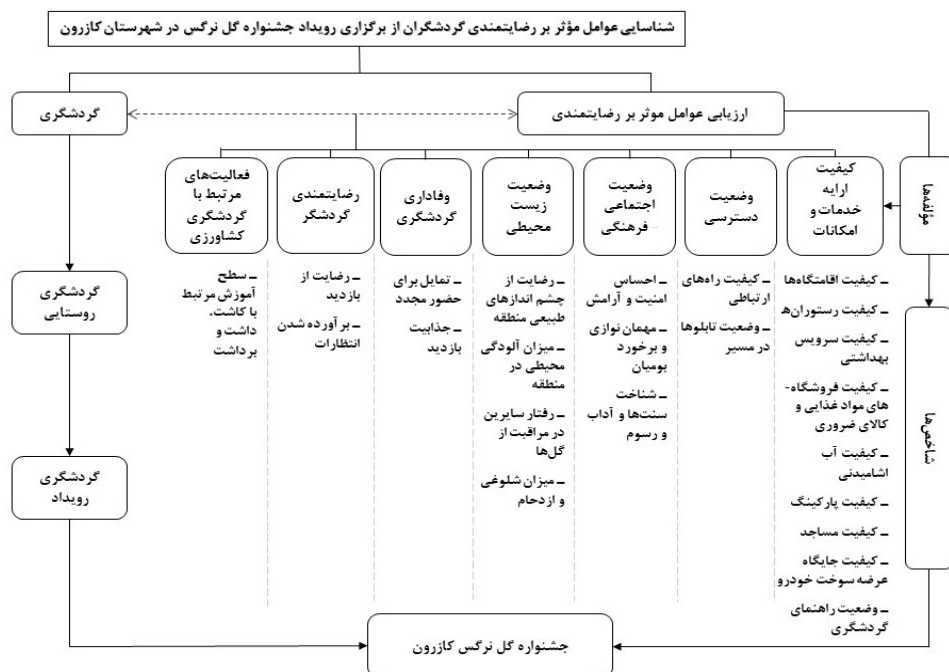 شناسایی عوامل مؤثر بر رضایتمندی گردشگران از برگزاری رویداد جشنواره گل نرگس در شهرستان کازرون
ارزیابی عوامل موثر بر رضایتمندی
گردشگری
مؤلفه‌ها
کیفیت
ارایه
خدمات و
امکانات
وضعیت
دسترسی
وضعیت
اجتماعی
– فرهنگی
وضعیت
زیست
محیطی
وفاداری
گردشگری
رضایتمندی
گردشگر
فعالیت‌های
مرتبط با
گردشگری
کشاورزی
شاخص‌ها
ـ کیفیت اقامتگاه‌ها
ـ کیفیت رستوران‌ها
ـ کیفیت سرویس
بهداشتی
ـ کیفیت فروشگاه-
های مواد غذایی و
کالای ضروری
ـ کیفیت آب
اشامیدنی
ـ کیفیت پارکینگ
ـ کیفیت مساجد
ـ کیفیت جایگاه
عرضه سوخت خودرو
ـ وضعیت راهنمای
گردشگری
ـ کیفیت راه‌های
ارتباطی
ـ وضعیت تابلوها
در مسیر
ـ احساس
امنیت و آرامش
ـ مهمان نوازی
و برخورد
بومیان
ـ شناخت
سنت‌ها و آداب
و رسوم
ـ رضایت از
چشم اندازهای
طبیعی منطقه
ـ میزان آلودگی
محیطی در
منطقه
ـ رفتار سایرین
در مراقبت از
گل‌ها
ـ میزان شلوغی
و ازدحام
ـ تمایل برای
حضور مجدد
ـ جذابیت
بازدید
ـ رضایت از
بازدید
ـ بر آورده شدن
انتظارات
ـ سطح
آموزش مرتبط
با کاشت،
داشت و
برداشت
گردشگری
روستایی
گردشگری
رویداد
جشنواره گل نرگس کازرون